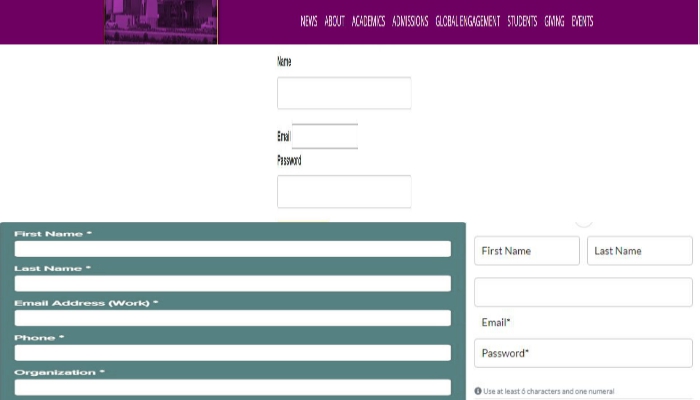 NEWS ABOUT ACADEMICS ADMISSIONS GLOBAL ENGAGEMENT STUDENTS GIVING EVENTS
Name
Email
Password
First Name *
Last Name *
Email Address (Work) *
Phone *
Organization *
First Name Last Name
Email*
Password*
Use at least 6 characters and one numeral